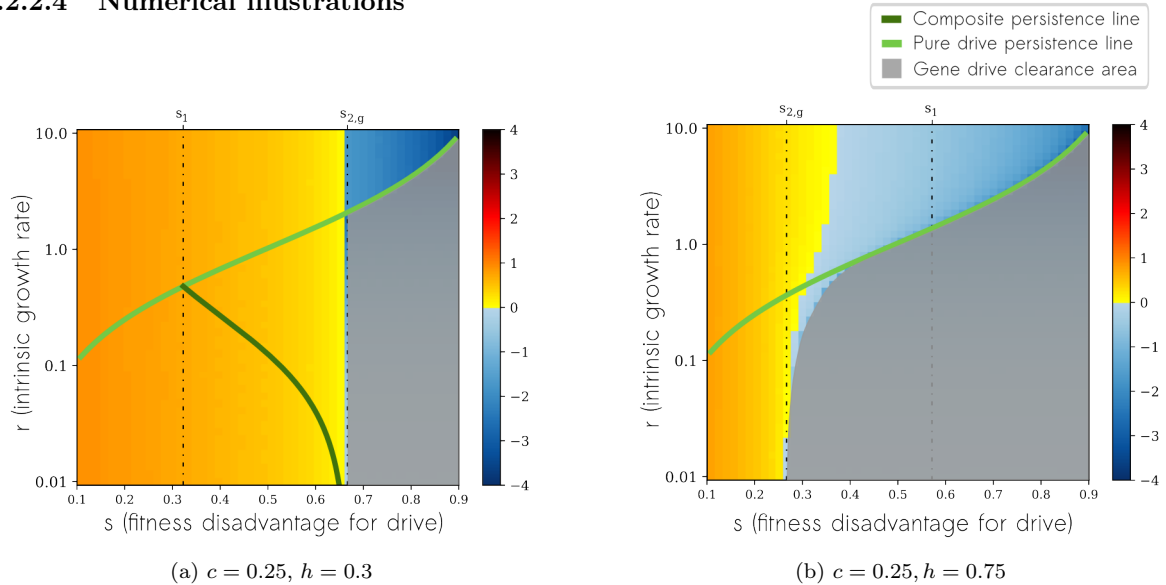 .2.2.4 Numerical Illustrations
Composite persistence line
Pure drive persistence line
Gene drive clearance area
s1
s2,g
10.0
1.0
0.1
0.01
r (intrinsic growth rate)
0.1 0.2 0.3 0.4 0.5 0.6 0.7 0.8 0.9
s (fitness disadvantage for drive)
4
3
2
1
0
−1
−2
−3
−4
(a) c = 0.25, h = 0.3
s2,g
s1
10.0
1.0
0.1
0.01
r (intrinsic growth rate)
0.1 0.2 0.3 0.4 0.5 0.6 0.7 0.8 0.9
s (fitness disadvantage for drive)
4
3
2
1
0
−1
−2
−3
−4
(b) c = 0.25, h = 0.75